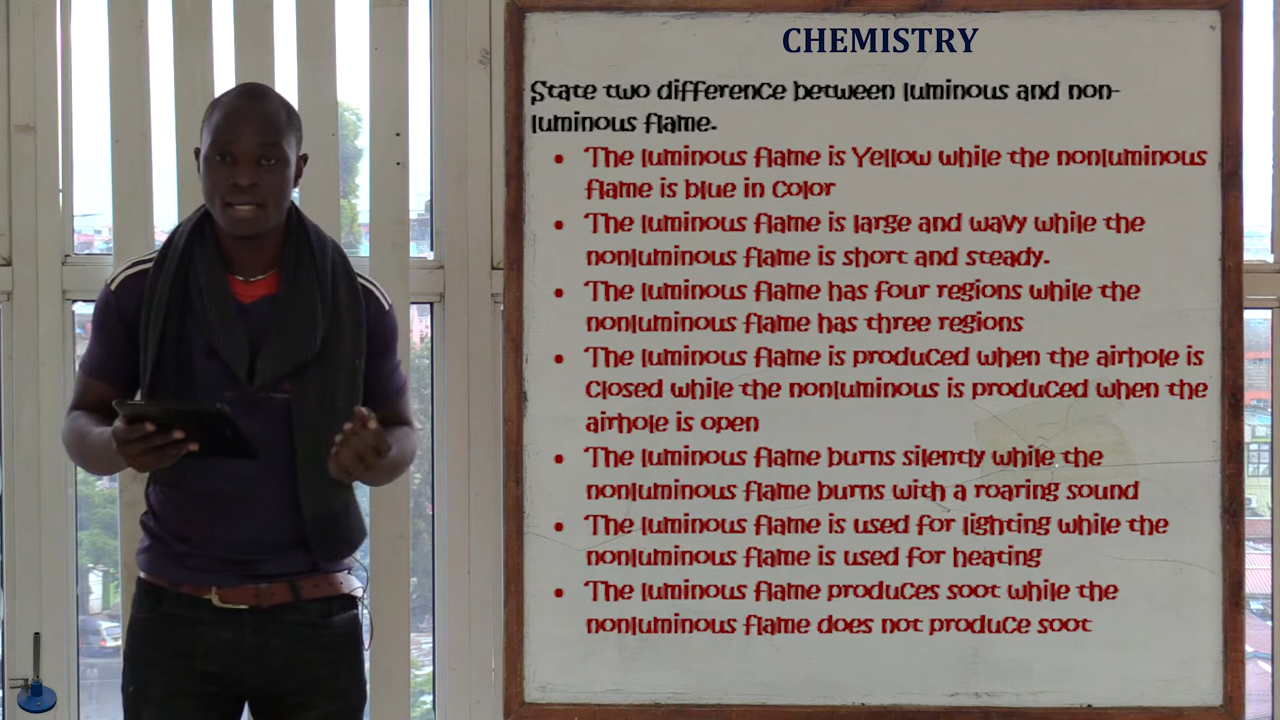 CHEMISTRY
State two difference between luminous and non-
luminous flame.
• The luminous flame is Yellow while the nonluminous
flame is blue in Color
• The luminous flame is large and wavy while the
nonluminous flame is short and steady.
• The luminous flame has four regions while the
nonluminous flame has three regions
• The luminous flame is produced when the airhole is
Closed while the nonluminous is produced when the
airhole is open
• The luminous flame burns silently while the
nonluminous flame burns with a roaring sound
• The luminous flame is used for lighting while the
nonluminous flame is used for heating
• The luminous flame produces soot while the
nonluminous flame does not produce soot